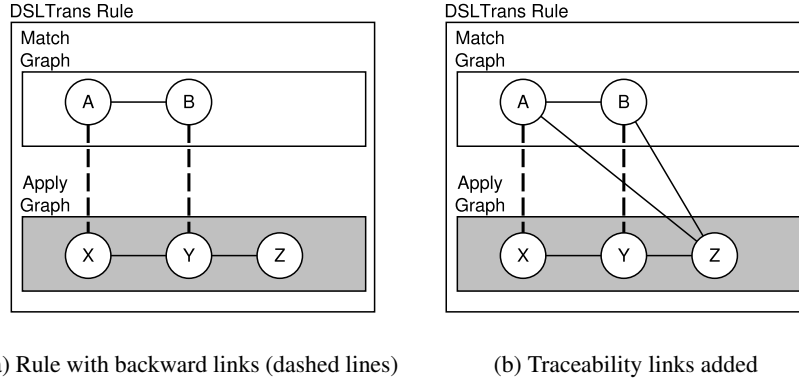 DSLTrans Rule
Match
Graph
A
B
Apply
Graph
X
Y
Z
) Rule with backward links (dashed lines)
DSLTrans Rule
Match
Graph
A
B
Apply
Graph
X
Y
Z
(b) Traceability links added